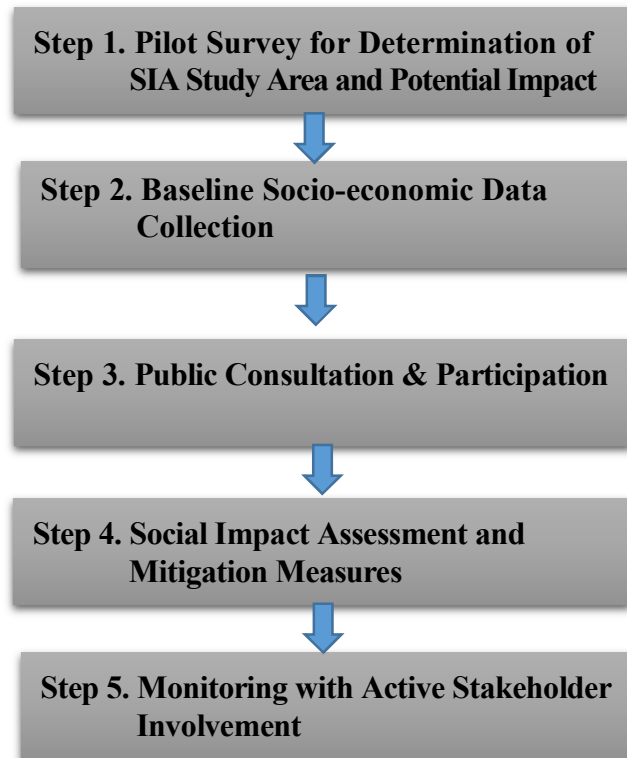 Step 1. Pilot Survey for Determination of
SIA Study Area and Potential Impact
Step 2. Baseline Socio-economic Data
Collection
Step 3. Public Consultation & Participation
Step 4. Social Impact Assessment and
Mitigation Measures
Step 5. Monitoring with Active Stakeholder
Involvement